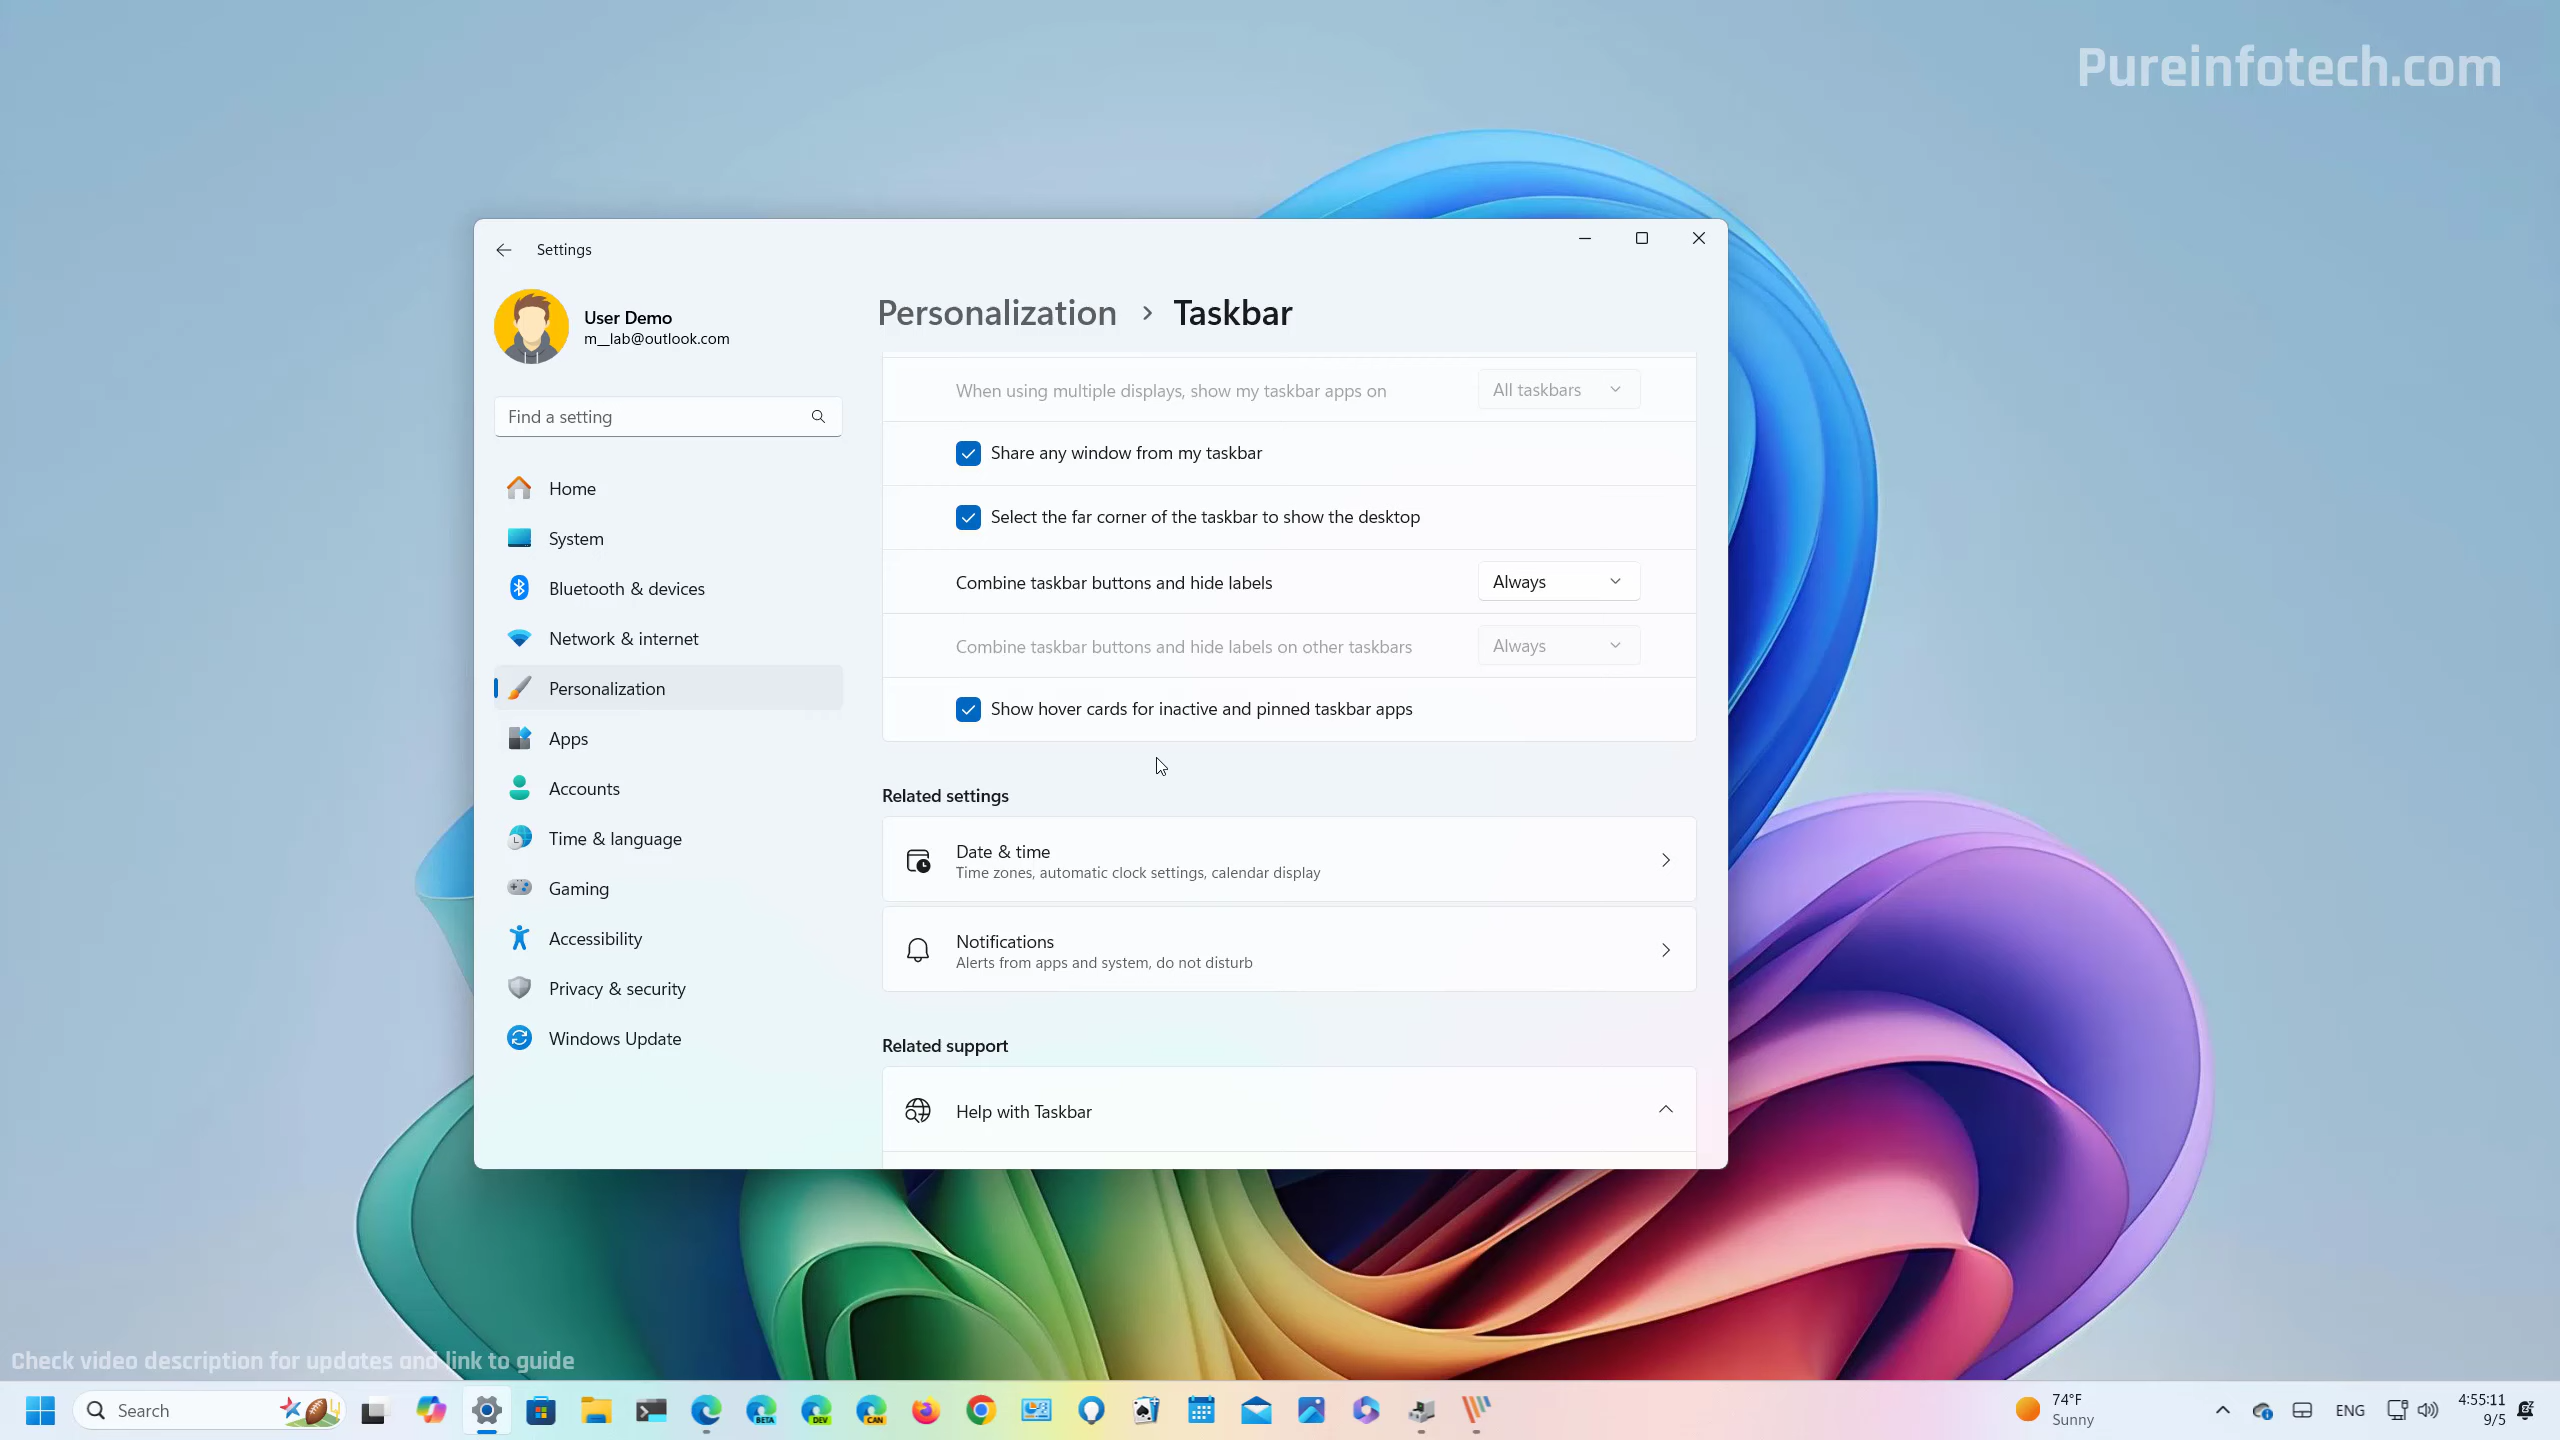 Pureinfotech.com
Settings
User Demo
m__lab@outlook.com
Find a setting
Home
System
Bluetooth & devices
Network & internet
Personalization
Apps
Accounts
Time & language
Gaming
Accessibility
Privacy & security
Windows Update
Personalization > Taskbar
When using multiple displays, show my taskbar apps on All taskbars
Share any window from my taskbar
Select the far corner of the taskbar to show the desktop
Combine taskbar buttons and hide labels Always
Combine taskbar buttons and hide labels on other taskbars Always
Show hover cards for inactive and pinned taskbar apps
Related settings
Date & time
Time zones, automatic clock settings, calendar display
Notifications
Alerts from apps and system, do not disturb
Related support
Help with Taskbar
Check video description for updates and link to guide
Search
BETA
DEV
CAN
74°F
Sunny
ENG
4:55:11
9/5